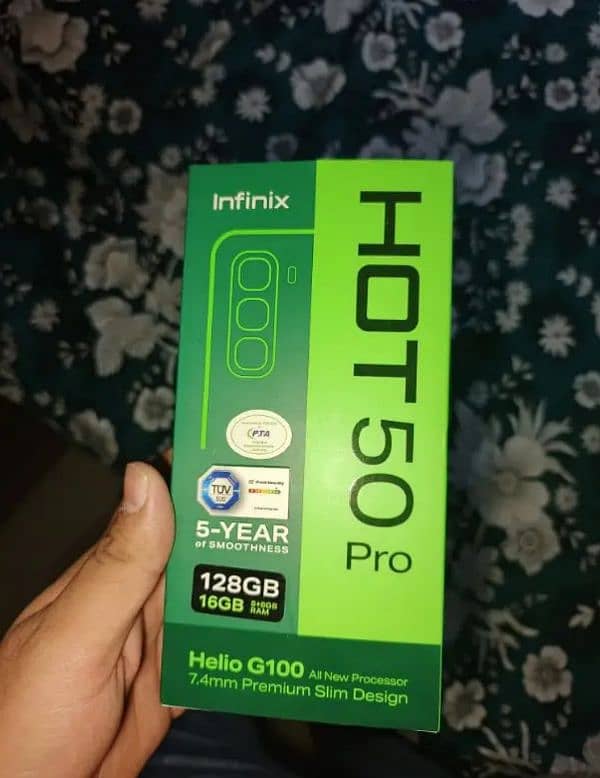 Infinix
HOT 50
Pro
PTA
TÜV
SÜD
5-YEAR
OF SMOOTHNESS
128GB
16GB 8+8GB
RAM
Helio G100 All New Processor
7.4mm Premium Slim Design